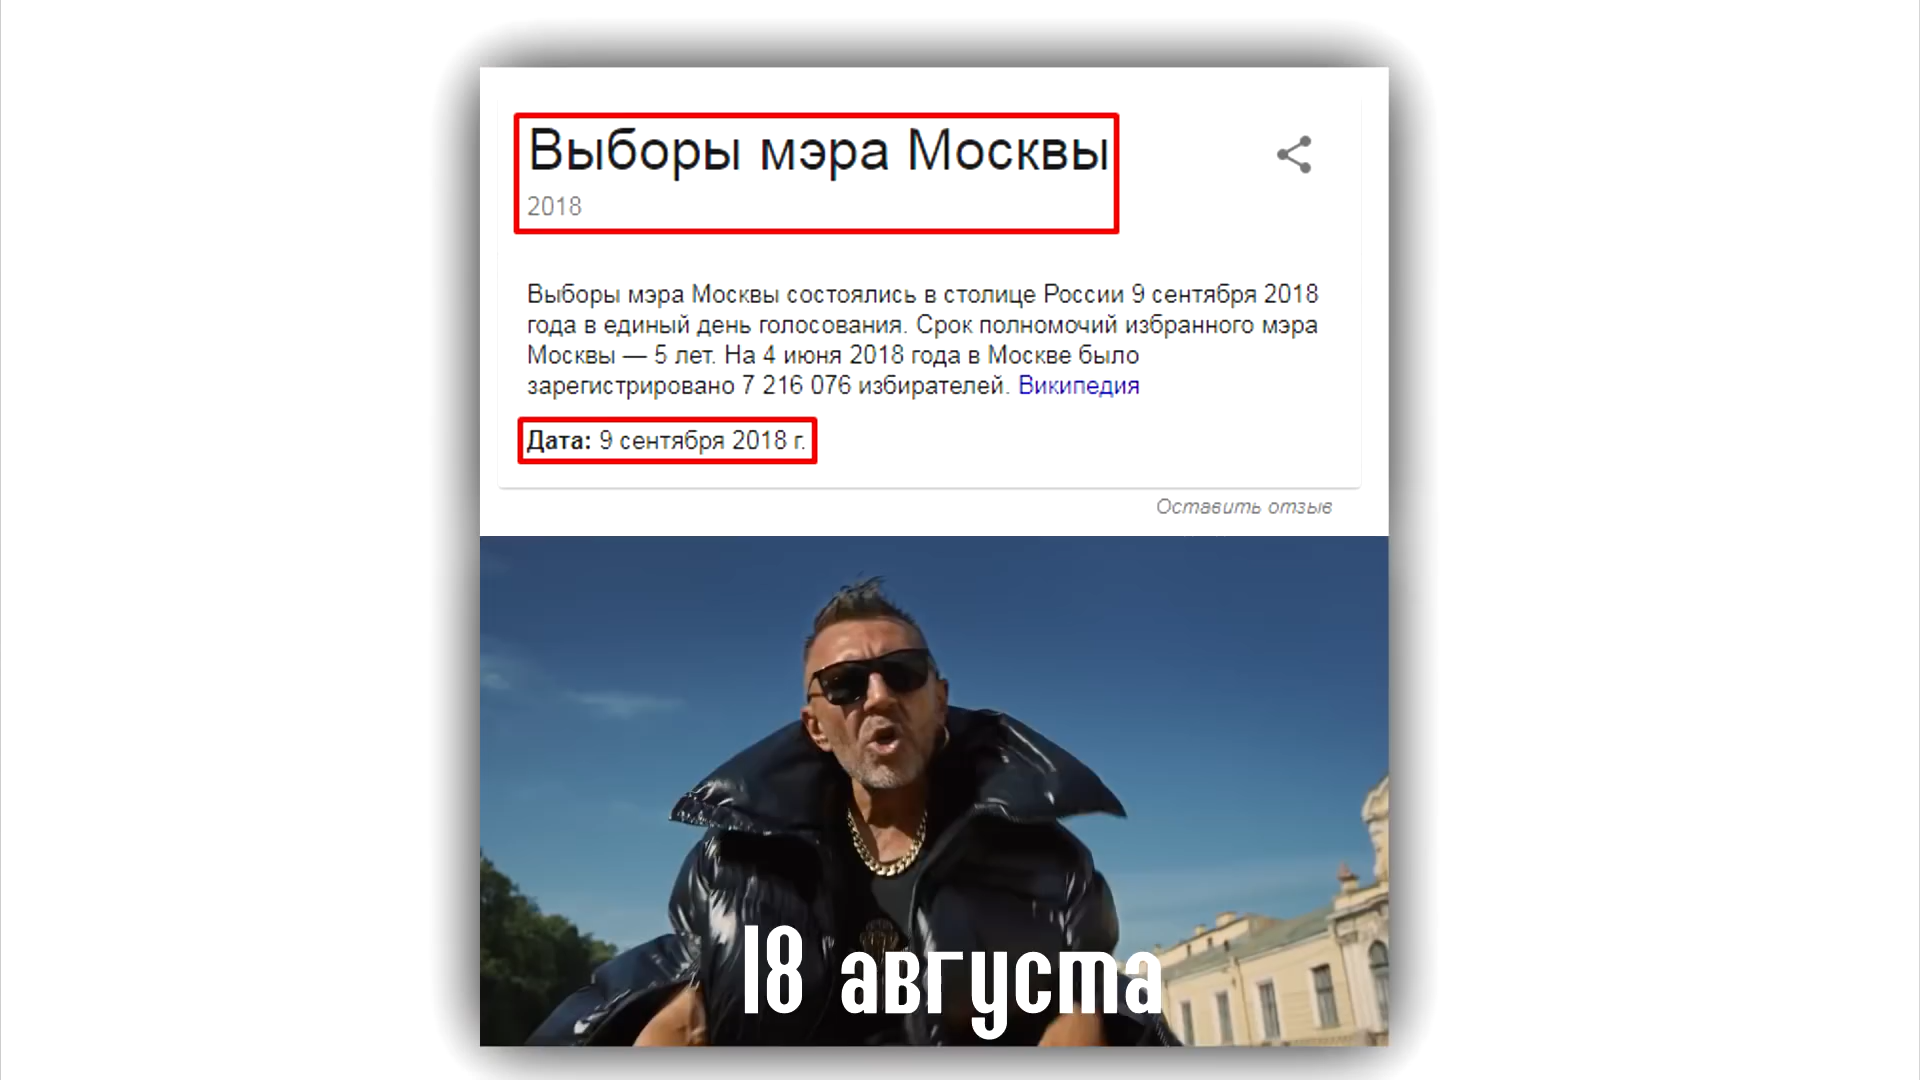 Выборы мэра Москвы
2018
Выборы мэра Москвы состоялись в столице России 9 сентября 2018
года в единый день голосования. Срок полномочий избранного мэра
Москвы — 5 лет. На 4 июня 2018 года в Москве было
зарегистрировано 7 216 076 избирателей. Википедия
Дата: 9 сентября 2018 г.
Оставить отзыв
18 августа